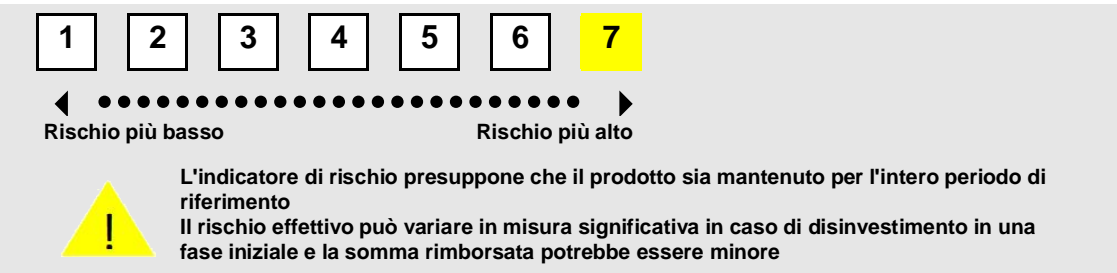 1 2 3 4 5 6 7
Rischio più basso Rischio più alto
L'indicatore di rischio presuppone che il prodotto sia mantenuto per l'intero periodo di
riferimento
Il rischio effettivo può variare in misura significativa in caso di disinvestimento in una
fase iniziale e la somma rimborsata potrebbe essere minore
!